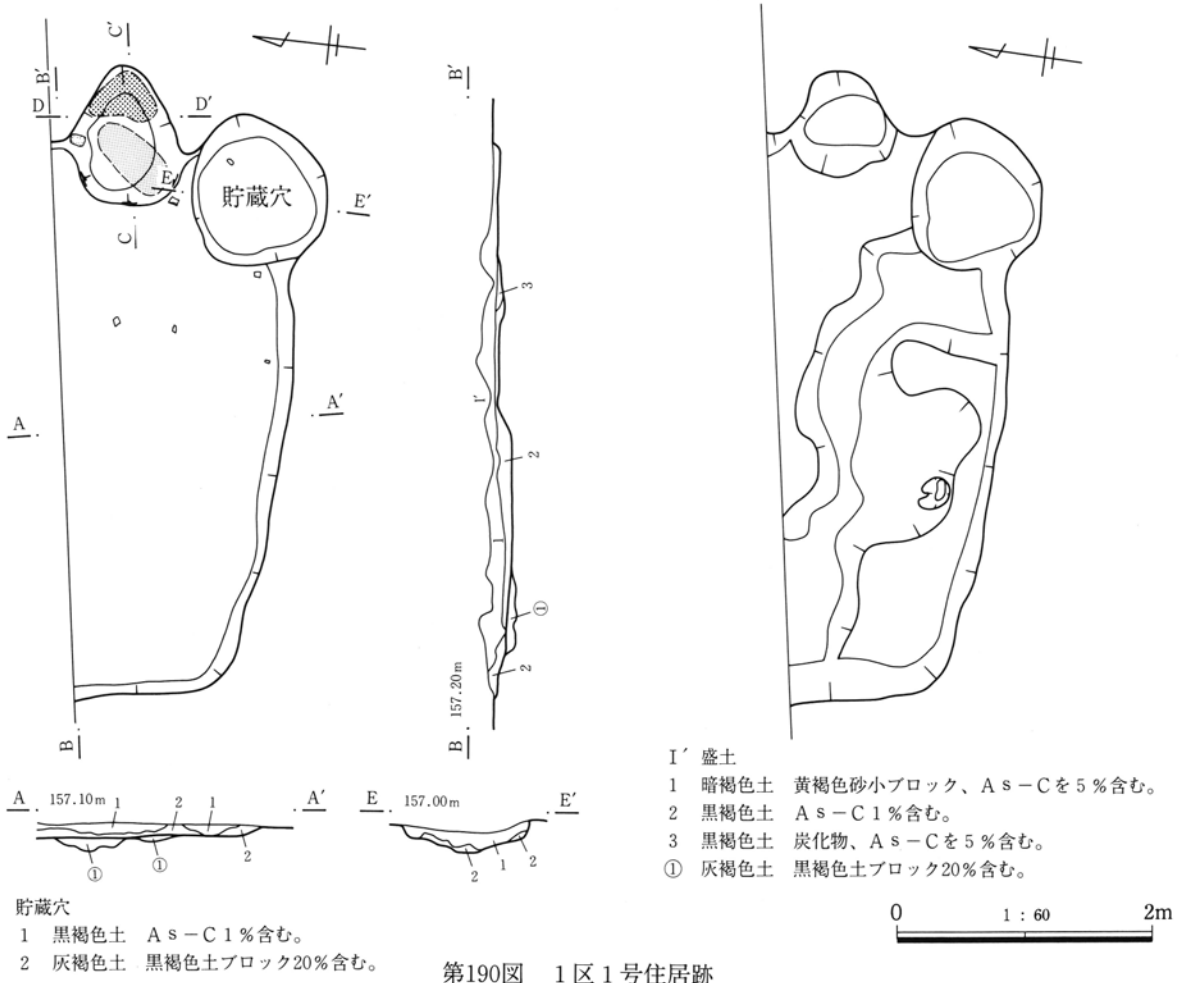 C′
B′
D
D′
E
貯蔵穴
E′
C
A
A′
B
B′
3
I′
2
1
①
2
157.20m
B
A
157.10m
1
2
1
A′
①
①
2
E
157.00m
E′
1
2
2
貯蔵穴
1 黒褐色土 As-C1%含む。
2 灰褐色土 黒褐色土ブロック20%含む。
I′ 盛土
1 暗褐色土 黄褐色砂小ブロック、As-Cを5%含む。
2 黒褐色土 As-C1%含む。
3 黒褐色土 炭化物、As-Cを5%含む。
① 灰褐色土 黒褐色土ブロック20%含む。
0 1:60 2m
第190図 1区1号住居跡